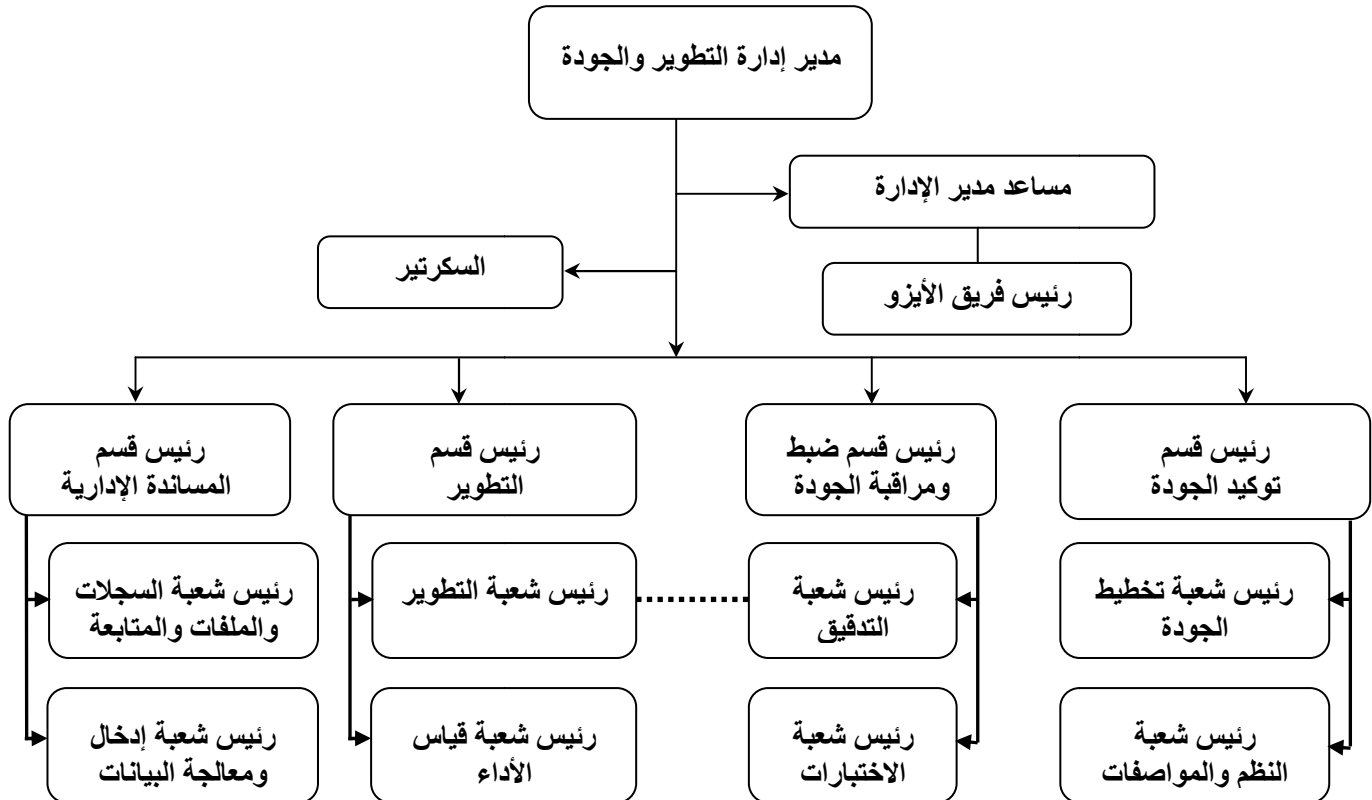 مدير إدارة التطوير والجودة
مساعد مدير الإدارة
السكرتير
رئيس فريق الأيزو
رئيس قسم
توكيد الجودة
رئيس قسم ضبط
ومراقبة الجودة
رئيس قسم
التطوير
رئيس قسم
المساندة الإدارية
رئيس شعبة تخطيط
الجودة
رئيس شعبة
التدقيق
رئيس شعبة التطوير
رئيس شعبة السجلات
والملفات والمتابعة
رئيس شعبة
النظم والمواصفات
رئيس شعبة
الاختبارات
رئيس شعبة قياس
الأداء
رئيس شعبة إدخال
ومعالجة البيانات